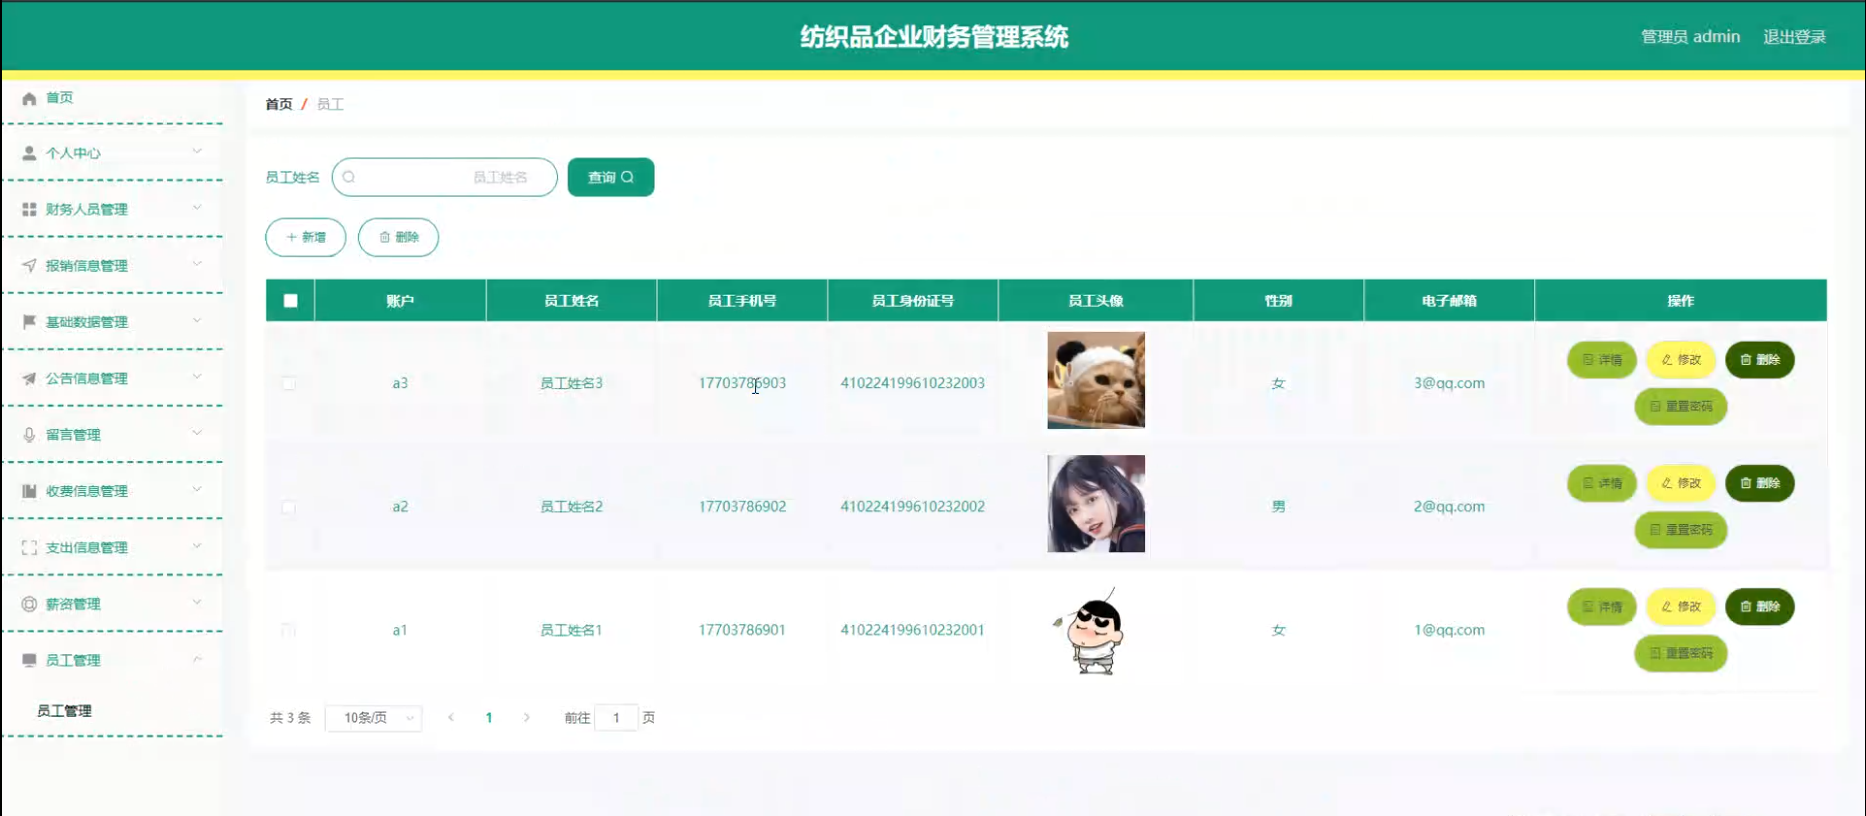 纺织品企业财务管理系统
管理员 admin 退出登录
首页
个人中心
财务人员管理
报销信息管理
基础数据管理
公告信息管理
留言管理
收费信息管理
支出信息管理
薪资管理
员工管理
员工管理
首页 / 员工
员工姓名 员工姓名 查询
新增 删除
账户 员工姓名 员工手机号 员工身份证号 员工头像 性别 电子邮箱 操作
a3 员工姓名3 17703786903 410224199610232003 女 3@qq.com 详情 修改 删除
重置密码
a2 员工姓名2 17703786902 410224199610232002 男 2@qq.com 详情 修改 删除
重置密码
a1 员工姓名1 17703786901 410224199610232001 女 1@qq.com 详情 修改 删除
重置密码
共 3 条 10条/页 1 前往 1 页